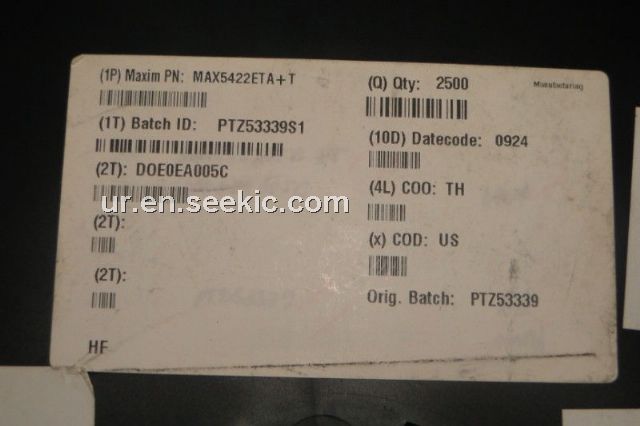 (1P) Maxim PN: MAX5422ETA+T
(Q) Qty: 2500
Manufacturing
(1T) Batch ID: PTZ53339S1
(10D) Datecode: 0924
(2T): DOE0EA005C
(4L) COO: TH
ur.en.seekic.com
(2T):
(x) COD: US
(2T):
Orig. Batch: PTZ53339
HF